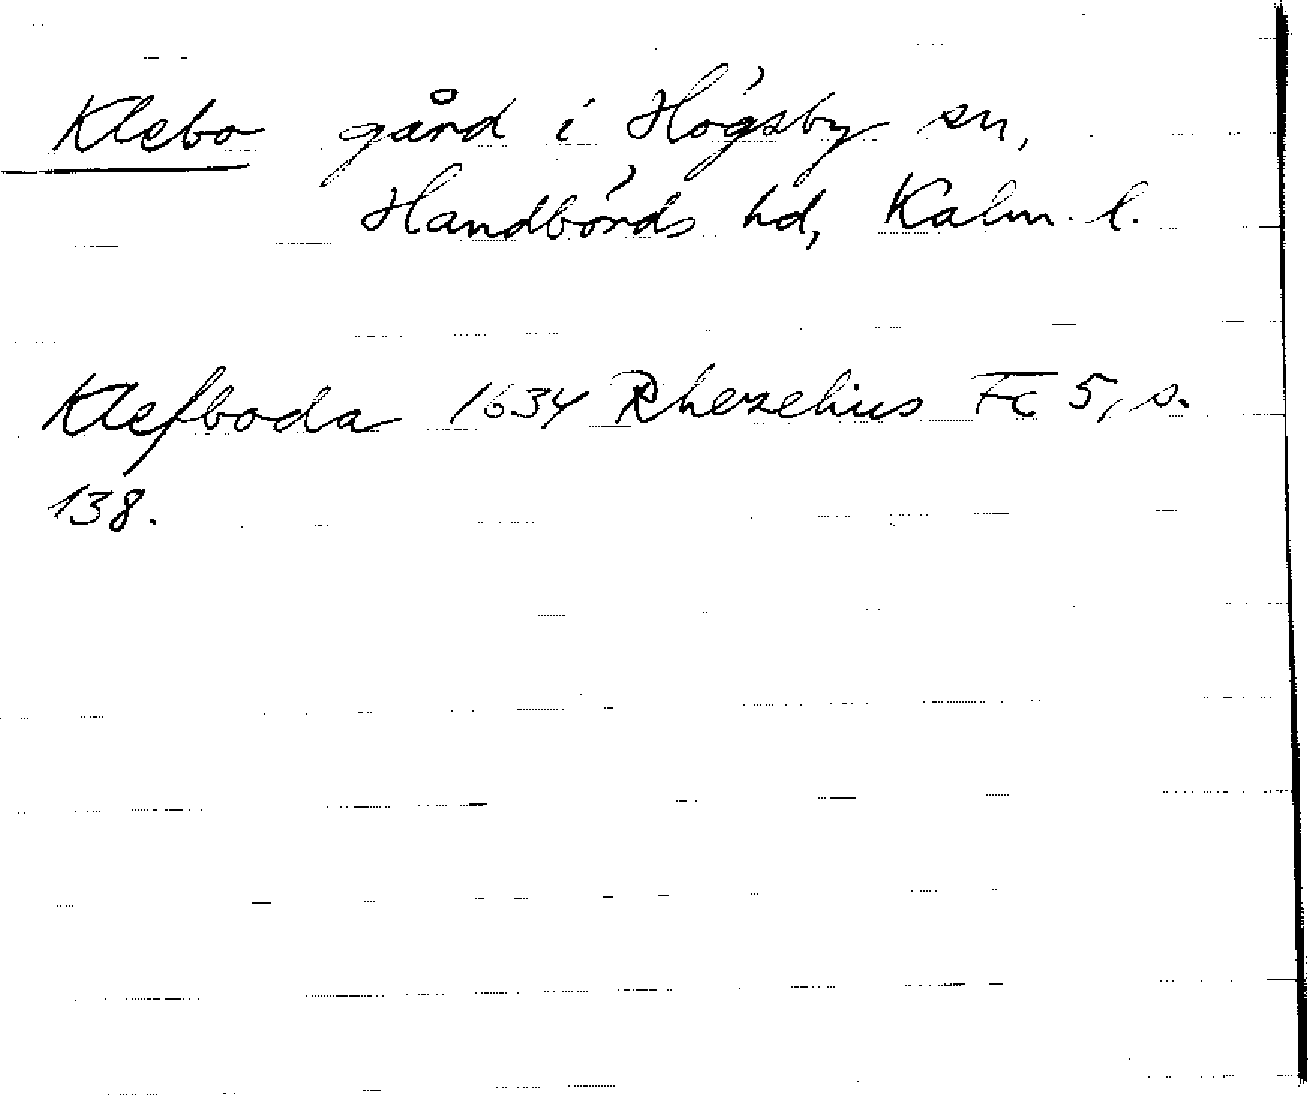 Klebo gård i Högsby sn,
Handbörds hd, Kalm. l.
Klefboda 1634 Rhezelius Fc 5, s.
138.